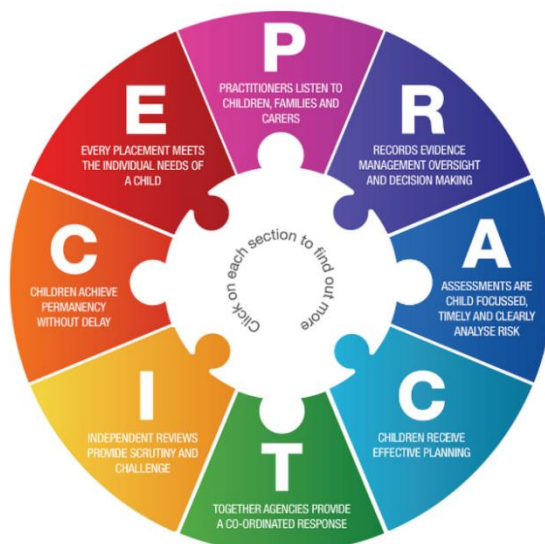 P
PRACTITIONERS LISTEN TO
CHILDREN, FAMILIES AND
CARERS
R
RECORDS EVIDENCE
MANAGEMENT OVERSIGHT
AND DECISION MAKING
A
ASSESSMENTS ARE
CHILD FOCUSSED,
TIMELY AND CLEARLY
ANALYSE RISK
C
CHILDREN RECEIVE
EFFECTIVE PLANNING
T
TOGETHER AGENCIES PROVIDE
A CO-ORDINATED RESPONSE
I
INDEPENDENT REVIEWS
PROVIDE SCRUTINY AND
CHALLENGE
C
CHILDREN ACHIEVE
PERMANENCY
WITHOUT DELAY
E
EVERY PLACEMENT MEETS
THE INDIVIDUAL NEEDS OF
A CHILD
Click on each section to find out more